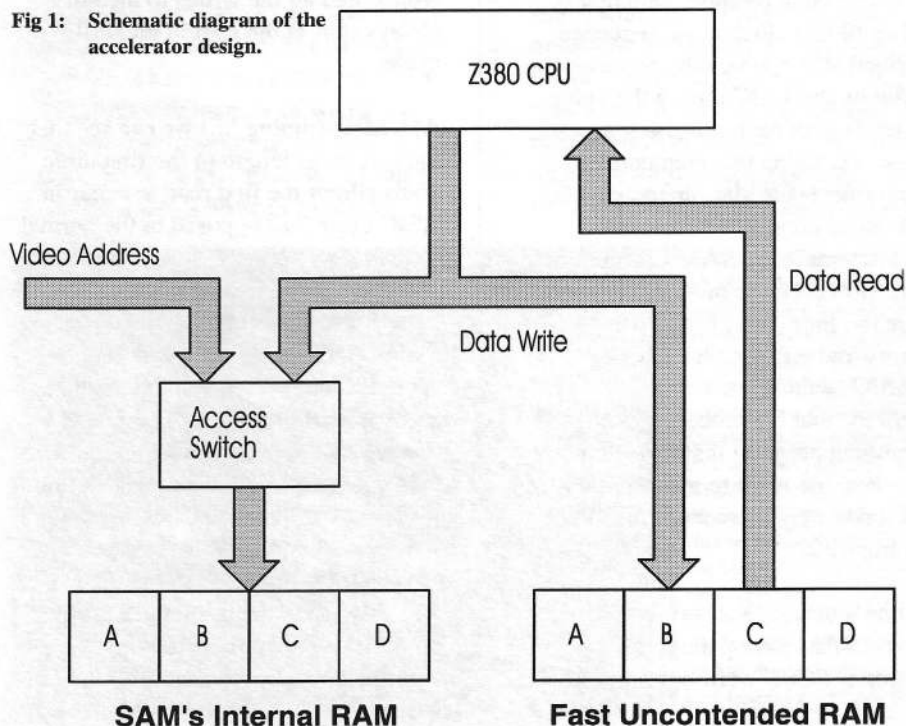 Fig 1: Schematic diagram of the
accelerator design.
Z380 CPU
Video Address
Data Read
Data Write
Access
Switch
A B C D
A B C D
SAM's Internal RAM
Fast Uncontended RAM